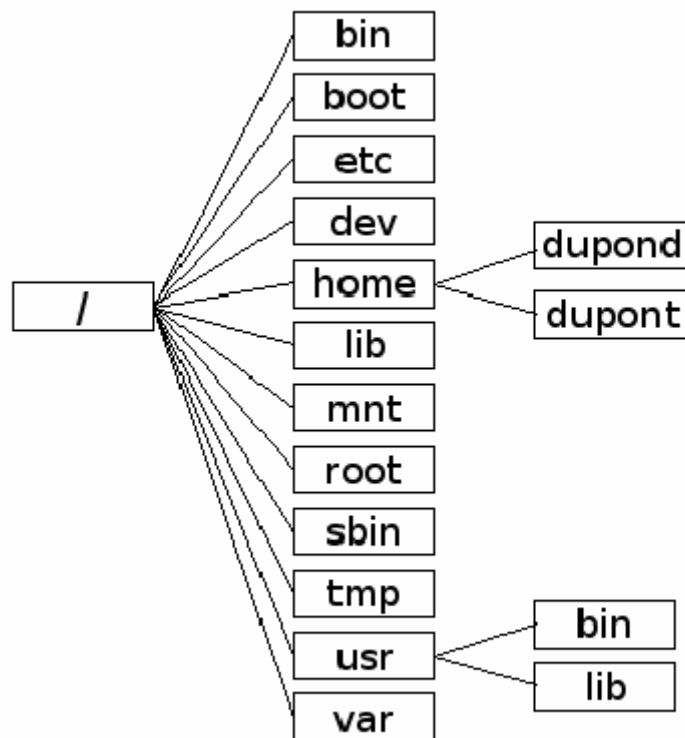 /
bin
boot
etc
dev
home
lib
mnt
root
sbin
tmp
usr
var
dupond
dupont
bin
lib